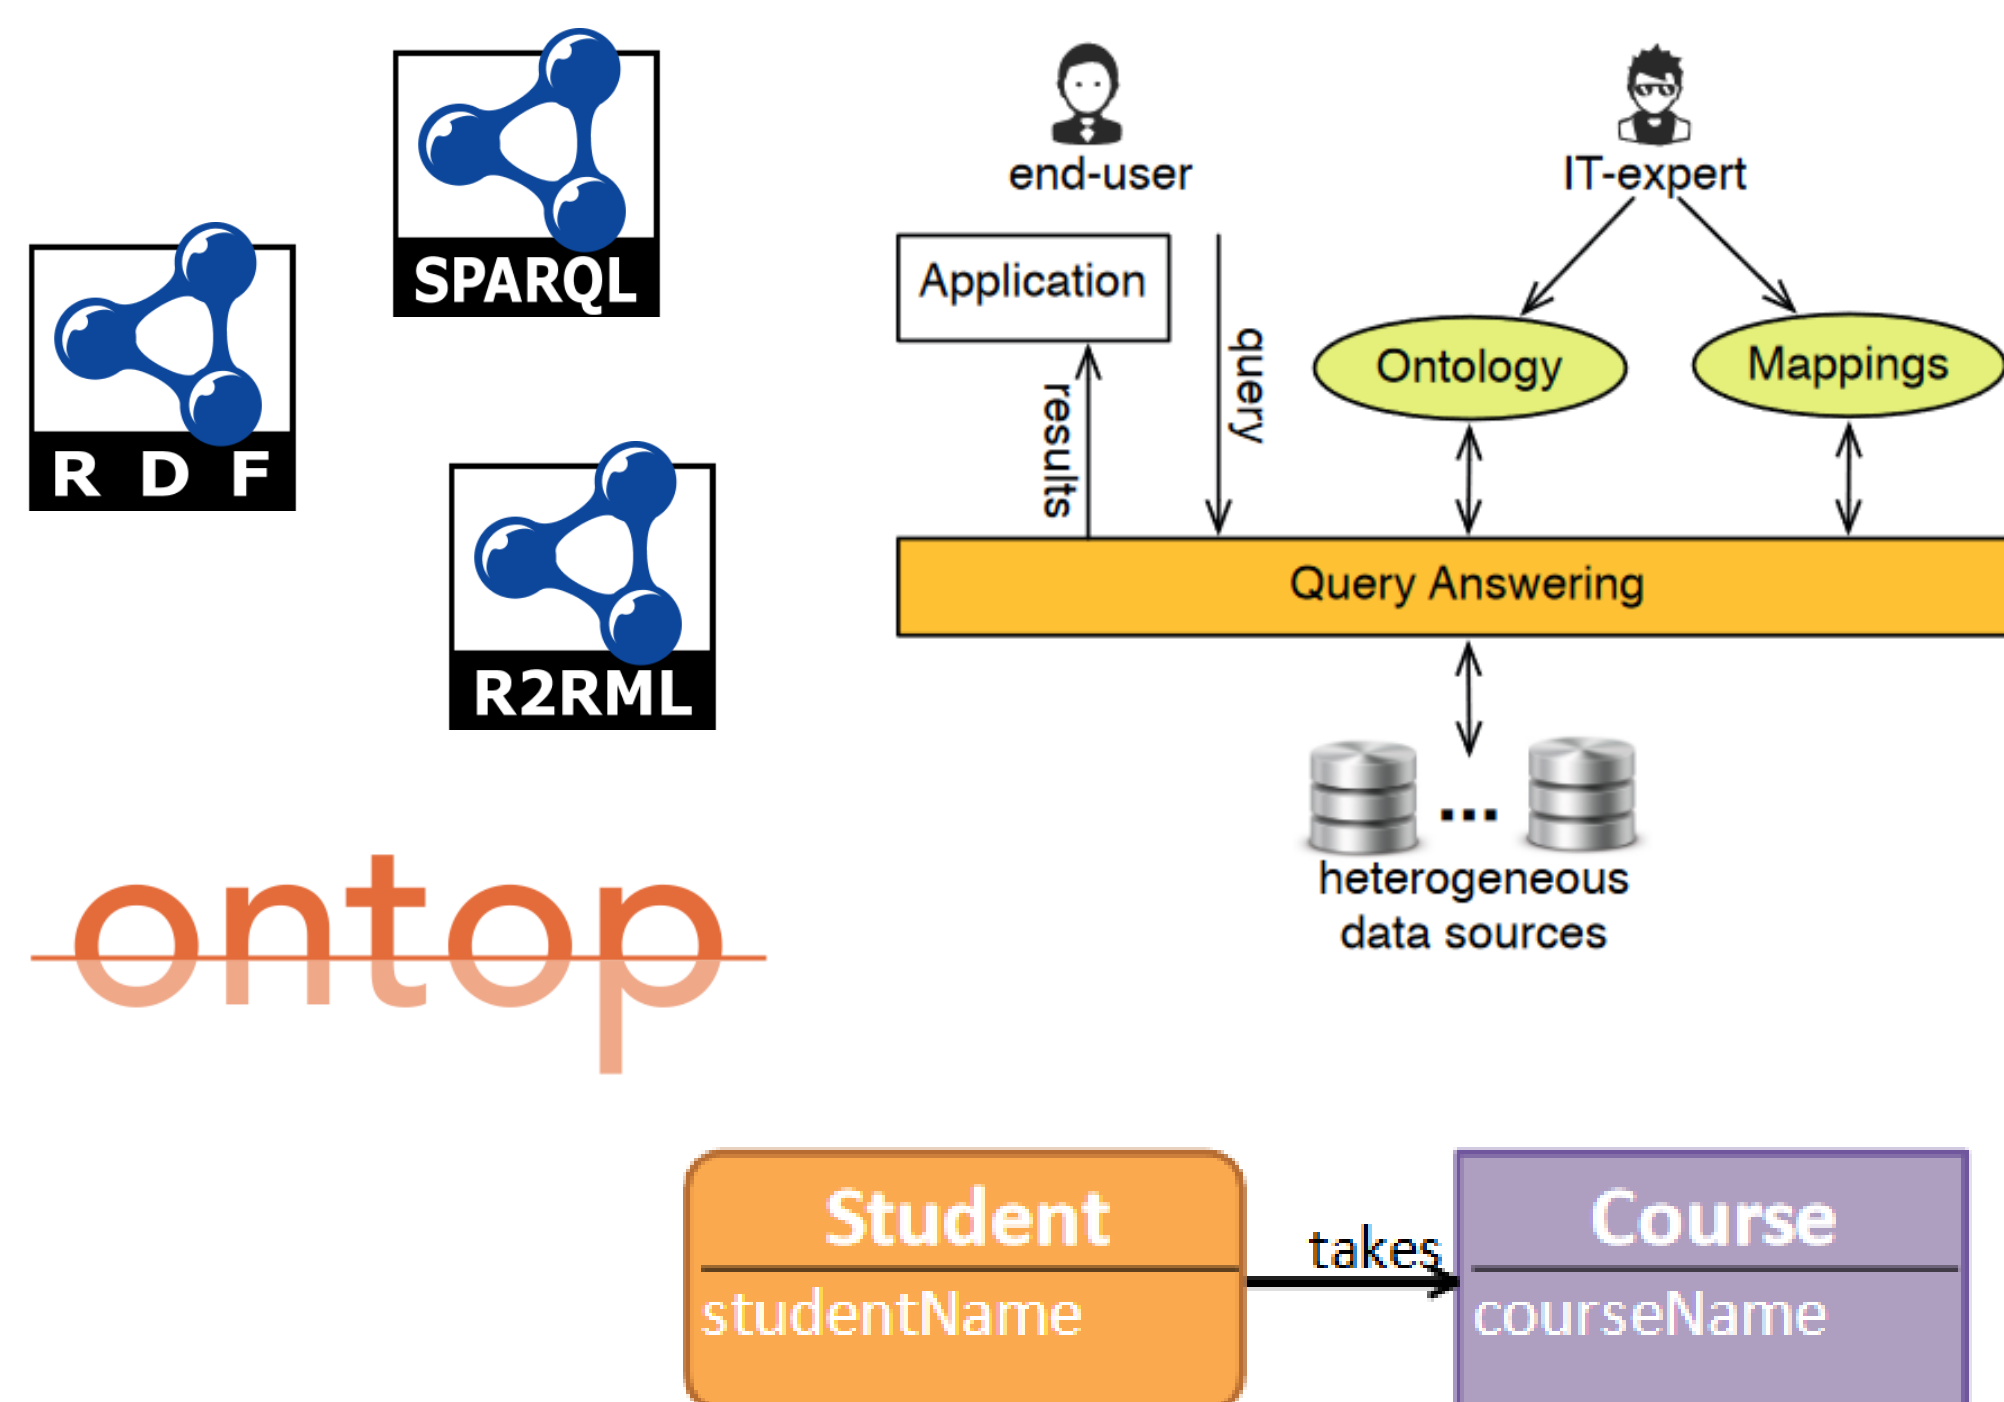 SPARQL
R D F
R2RML
ontop
end-user
IT-expert
Application
query
results
Ontology
Mappings
Query Answering
...
heterogeneous
data sources
Student
studentName
takes
Course
courseName